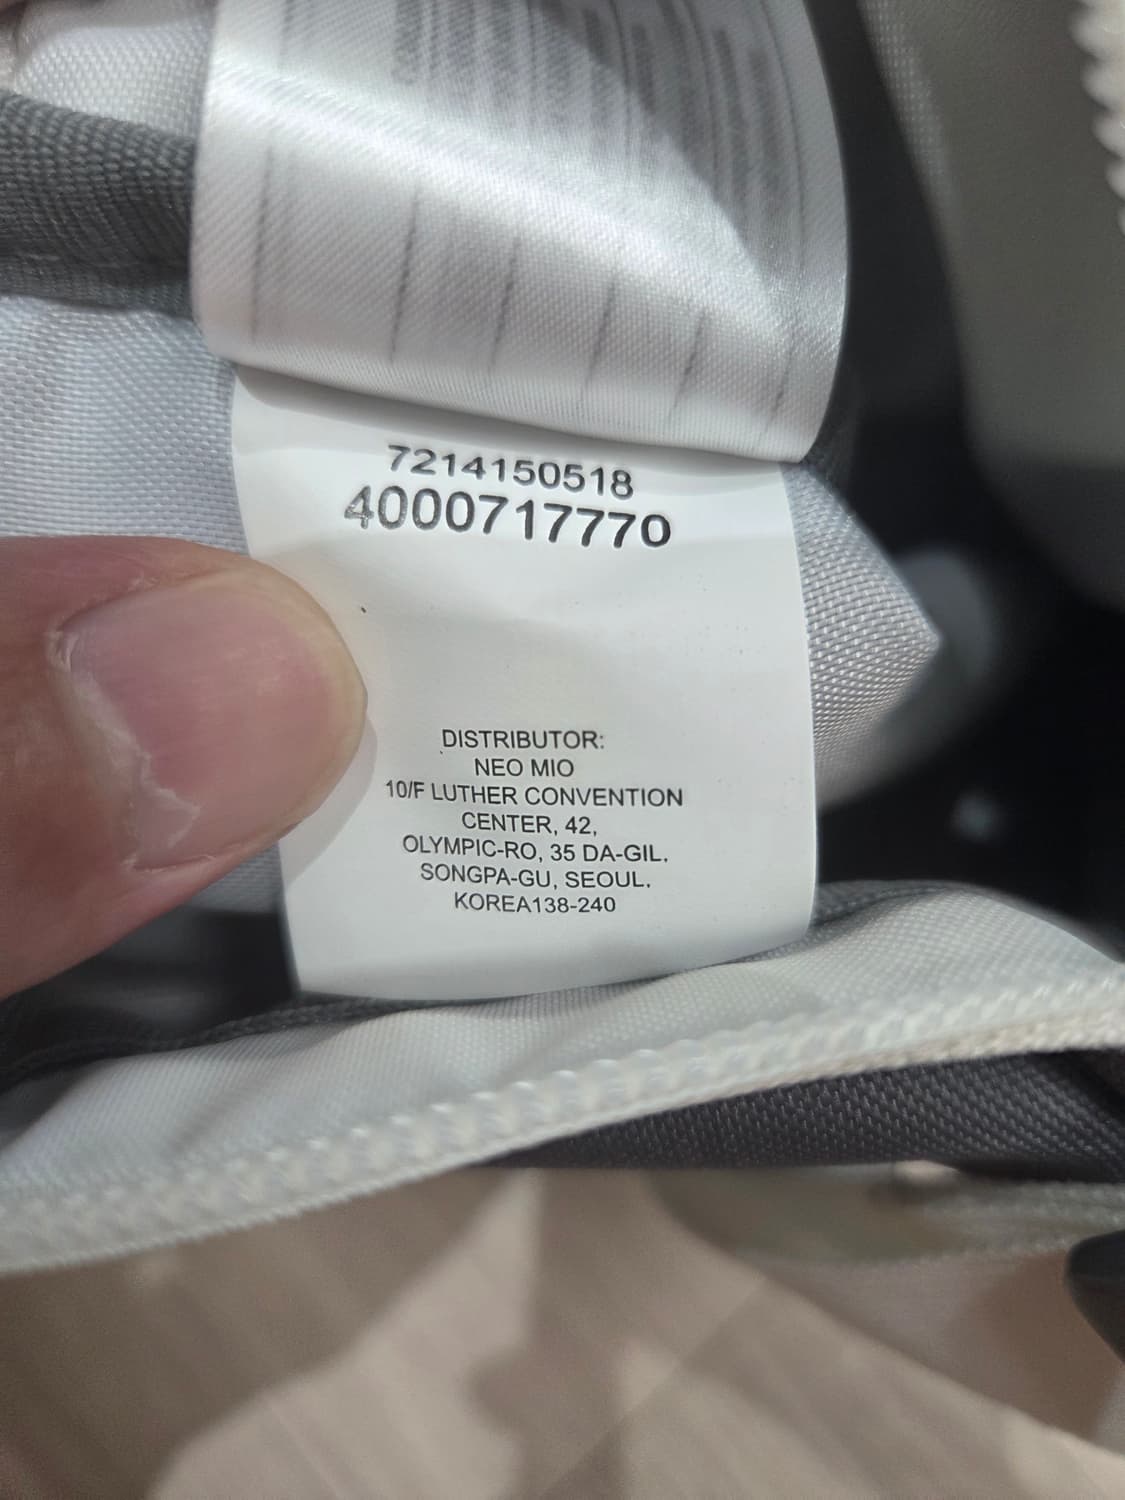 7214150518
4000717770
DISTRIBUTOR:
NEO MIO
10/F LUTHER CONVENTION
CENTER, 42,
OLYMPIC-RO, 35 DA-GIL.
SONGPA-GU, SEOUL.
KOREA138-240